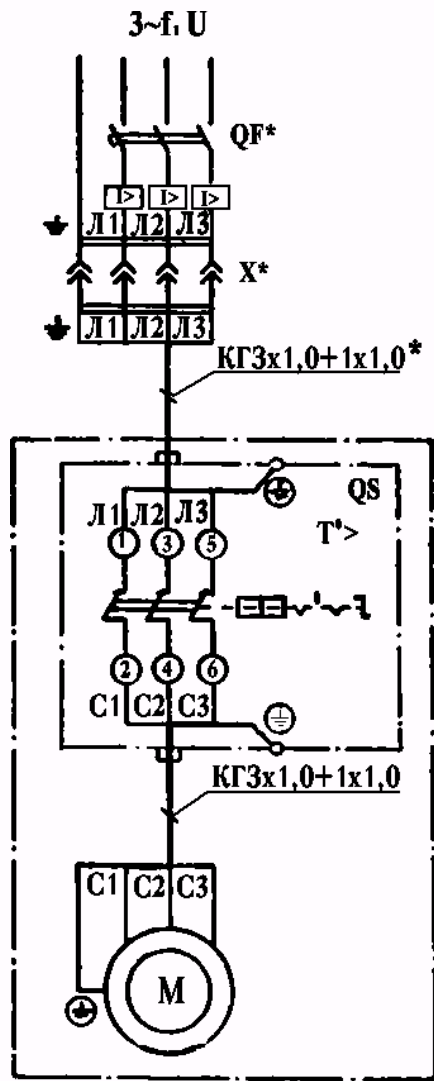 3~f, U
QF*
I> I> I>
Л1 Л2 Л3
X*
Л1 Л2 Л3
КГ3х1,0+1х1,0*
QS
Л1 Л2 Л3
T°>
1 3 5
2 4 6
С1 С2 С3
КГ3х1,0+1х1,0
С1 С2 С3
М